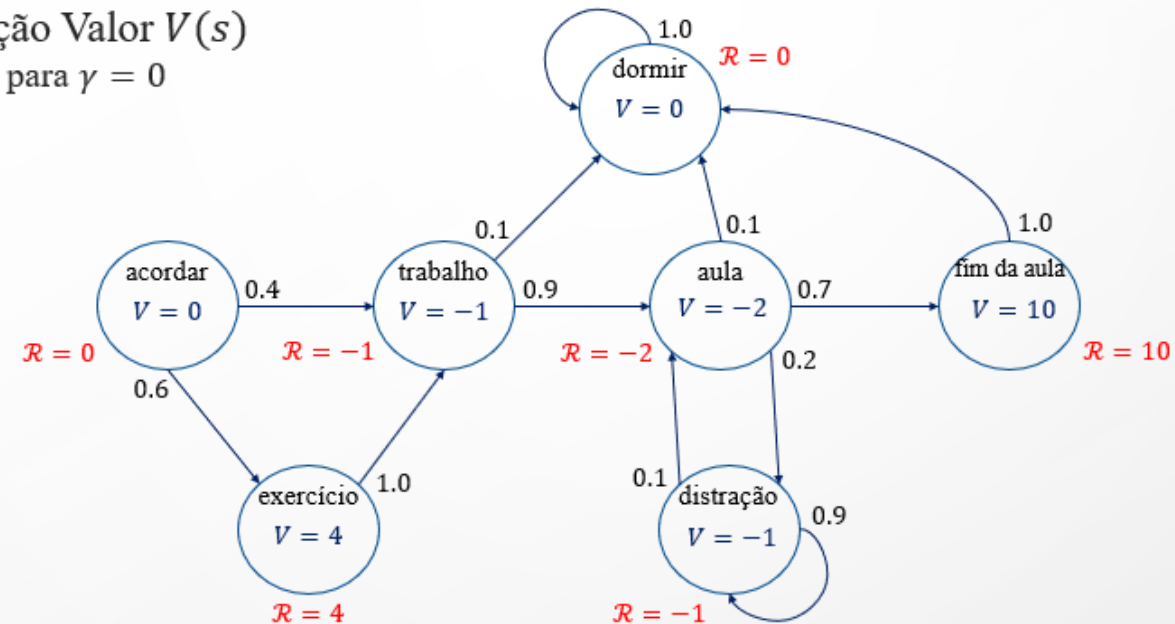 ção Valor V(s)
para γ = 0
1.0
dormir
V = 0
ℛ = 0
0.1
0.1
1.0
acordar
V = 0
ℛ = 0
0.4
0.6
trabalho
V = −1
ℛ = −1
0.9
aula
V = −2
ℛ = −2
0.7
0.2
fim da aula
V = 10
ℛ = 10
exercício
V = 4
ℛ = 4
1.0
0.1
distração
V = −1
ℛ = −1
0.9